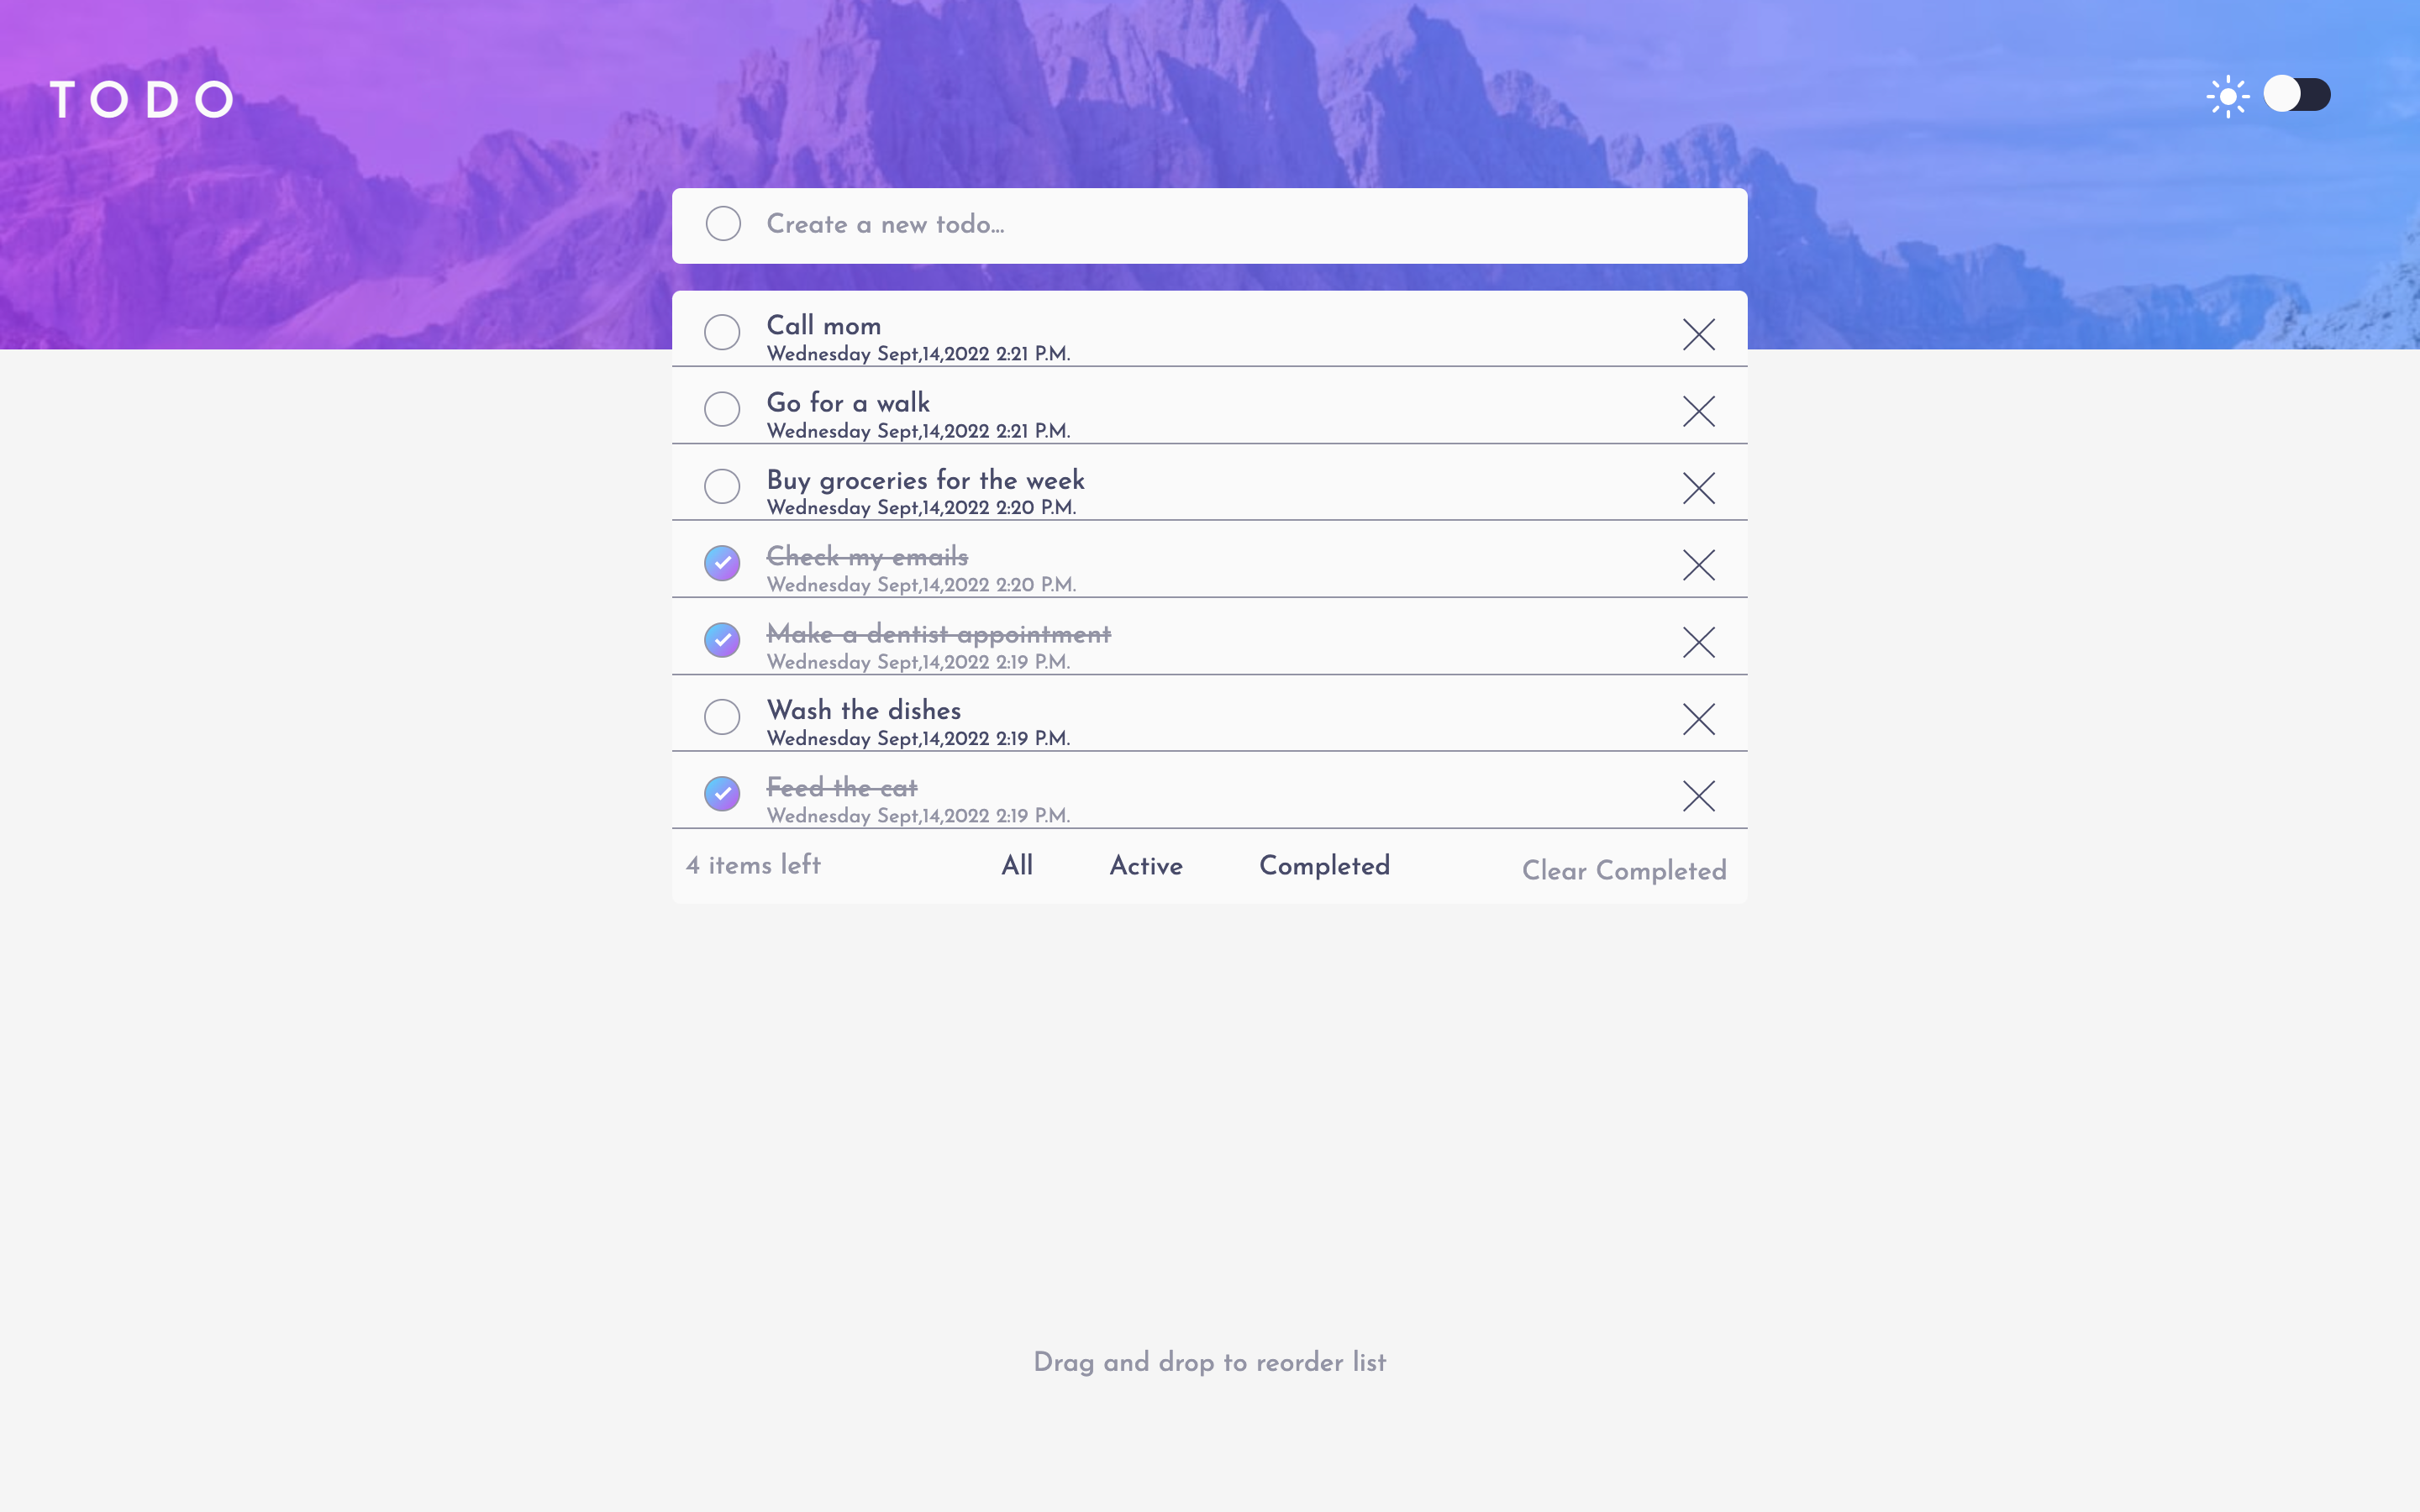 TODO
Create a new todo...
Call mom
Wednesday Sept,14,2022 2:21 P.M.
Go for a walk
Wednesday Sept,14,2022 2:21 P.M.
Buy groceries for the week
Wednesday Sept,14,2022 2:20 P.M.
Check my emails
Wednesday Sept,14,2022 2:20 P.M.
Make a dentist appointment
Wednesday Sept,14,2022 2:19 P.M.
Wash the dishes
Wednesday Sept,14,2022 2:19 P.M.
Feed the cat
Wednesday Sept,14,2022 2:19 P.M.
4 items left All Active Completed Clear Completed
Drag and drop to reorder list